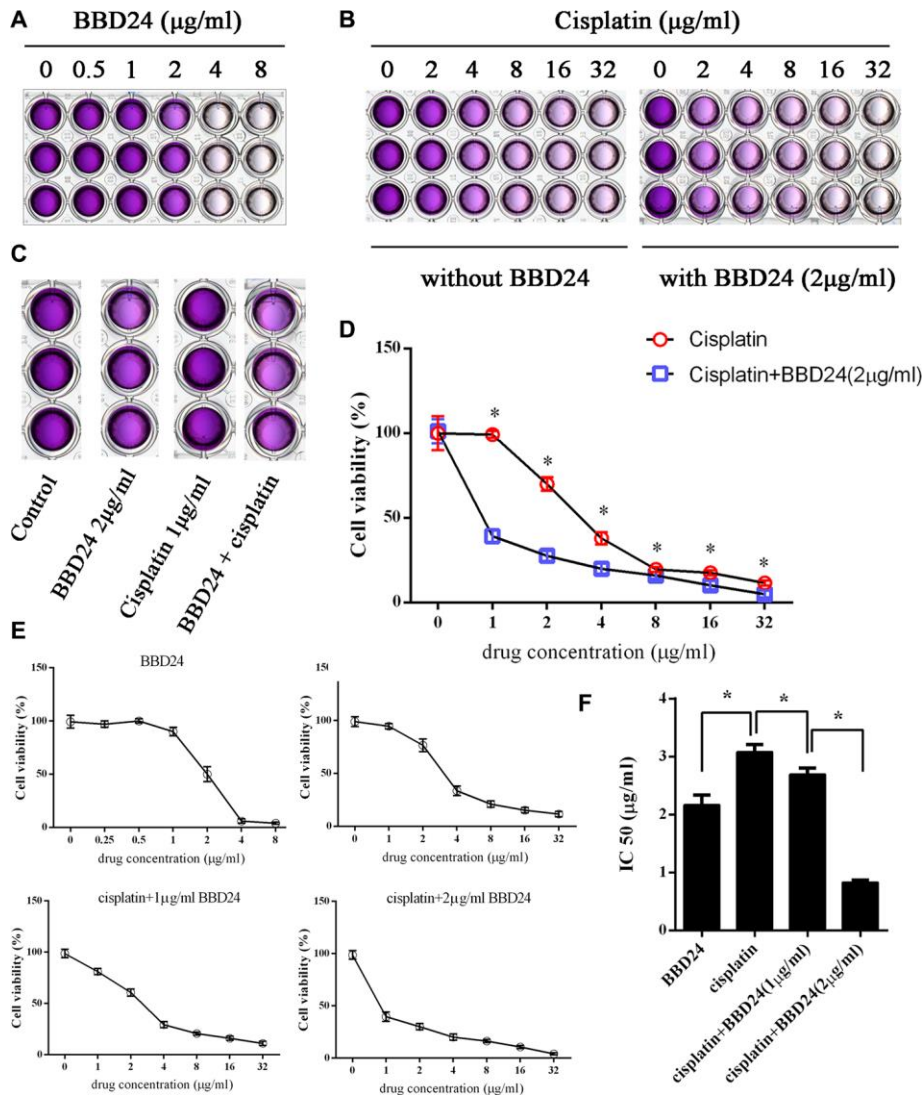 A
BBD24 (μg/ml)
0 0.5 1 2 4 8
B
Cisplatin (μg/ml)
0 2 4 8 16 32
0 2 4 8 16 32
without BBD24
with BBD24 (2μg/ml)
C
Control
BBD24 2μg/ml
Cisplatin 1μg/ml
BBD24 + cisplatin
D
Cisplatin
Cisplatin+BBD24(2μg/ml)
Cell viability (%)
150
100
50
0
* * * * * *
0 1 2 4 8 16 32
drug concentration (μg/ml)
E
BBD24
Cell viability (%)
150
100
50
0
0 0.25 0.5 1 2 4 8
drug concentration (μg/ml)
Cell viability (%)
15
100
50
0
0 1 2 4 8 16 32
drug concentration (μg/ml)
cisplatin+1μg/ml BBD24
Cell viability (%)
150
100
50
0
0 1 2 4 8 16 32
drug concentration (μg/ml)
cisplatin+2μg/ml BBD24
Cell viability (%)
150
100
50
0
0 1 2 4 8 16 32
drug concentration (μg/ml)
F
IC 50 (μg/ml)
4
3
2
1
0
* * *
BBD24
cisplatin
cisplatin+BBD24(1μg/ml)
cisplatin+BBD24(2μg/ml)